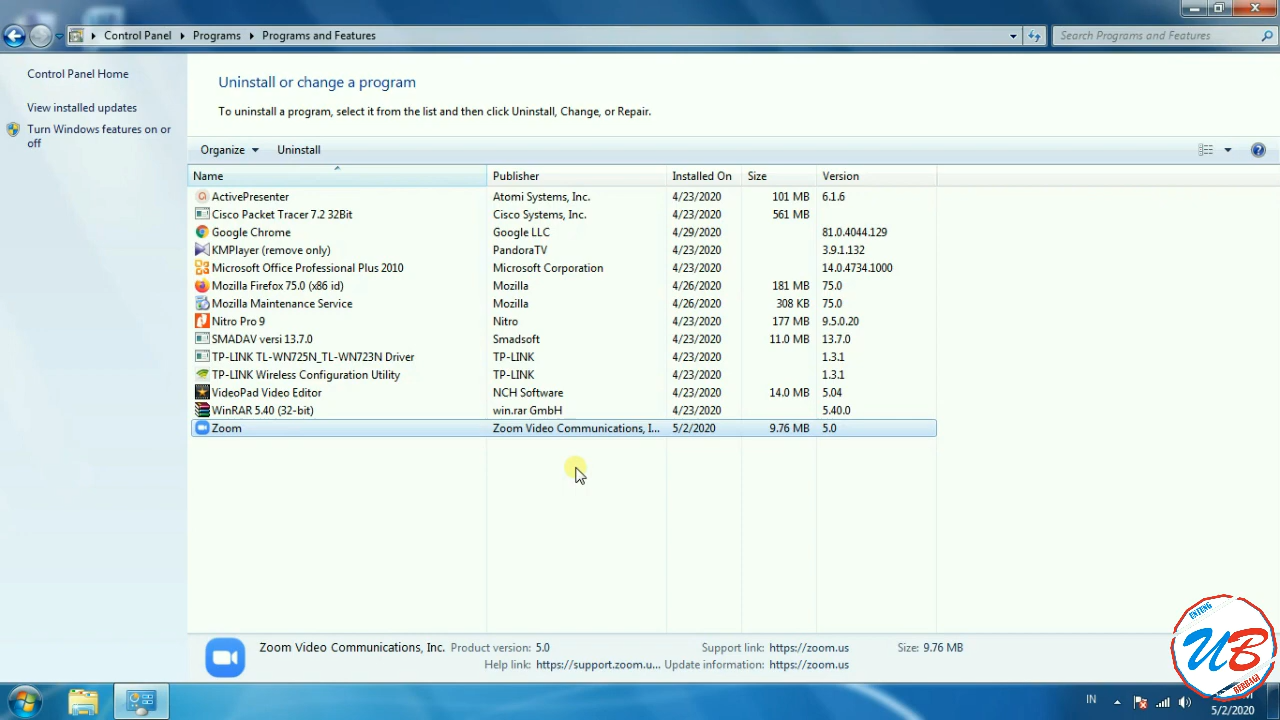 Control Panel Programs Programs and Features Search Programs and Features
Control Panel Home
View installed updates
Turn Windows features on or
off
Uninstall or change a program
To uninstall a program, select it from the list and then click Uninstall, Change, or Repair.
Organize Uninstall
Name Publisher Installed On Size Version
ActivePresenter Atomi Systems, Inc. 4/23/2020 101 MB 6.1.6
Cisco Packet Tracer 7.2 32Bit Cisco Systems, Inc. 4/23/2020 561 MB
Google Chrome Google LLC 4/29/2020 81.0.4044.129
KMPlayer (remove only) PandoraTV 4/23/2020 3.9.1.132
Microsoft Office Professional Plus 2010 Microsoft Corporation 4/23/2020 14.0.4734.1000
Mozilla Firefox 75.0 (x86 id) Mozilla 4/26/2020 181 MB 75.0
Mozilla Maintenance Service Mozilla 4/26/2020 308 KB 75.0
Nitro Pro 9 Nitro 4/23/2020 177 MB 9.5.0.20
SMADAV versi 13.7.0 Smadsoft 4/23/2020 11.0 MB 13.7.0
TP-LINK TL-WN725N_TL-WN723N Driver TP-LINK 4/23/2020 1.3.1
TP-LINK Wireless Configuration Utility TP-LINK 4/23/2020 1.3.1
VideoPad Video Editor NCH Software 4/23/2020 14.0 MB 5.04
WinRAR 5.40 (32-bit) win.rar GmbH 4/23/2020 5.40.0
Zoom Zoom Video Communications, I... 5/2/2020 9.76 MB 5.0
Zoom Video Communications, Inc. Product version: 5.0 Support link: https://zoom.us Size: 9.76 MB
Help link: https://support.zoom.u... Update information: https://zoom.us
ENTENG
UB
BERBAGI
IN
5/2/2020